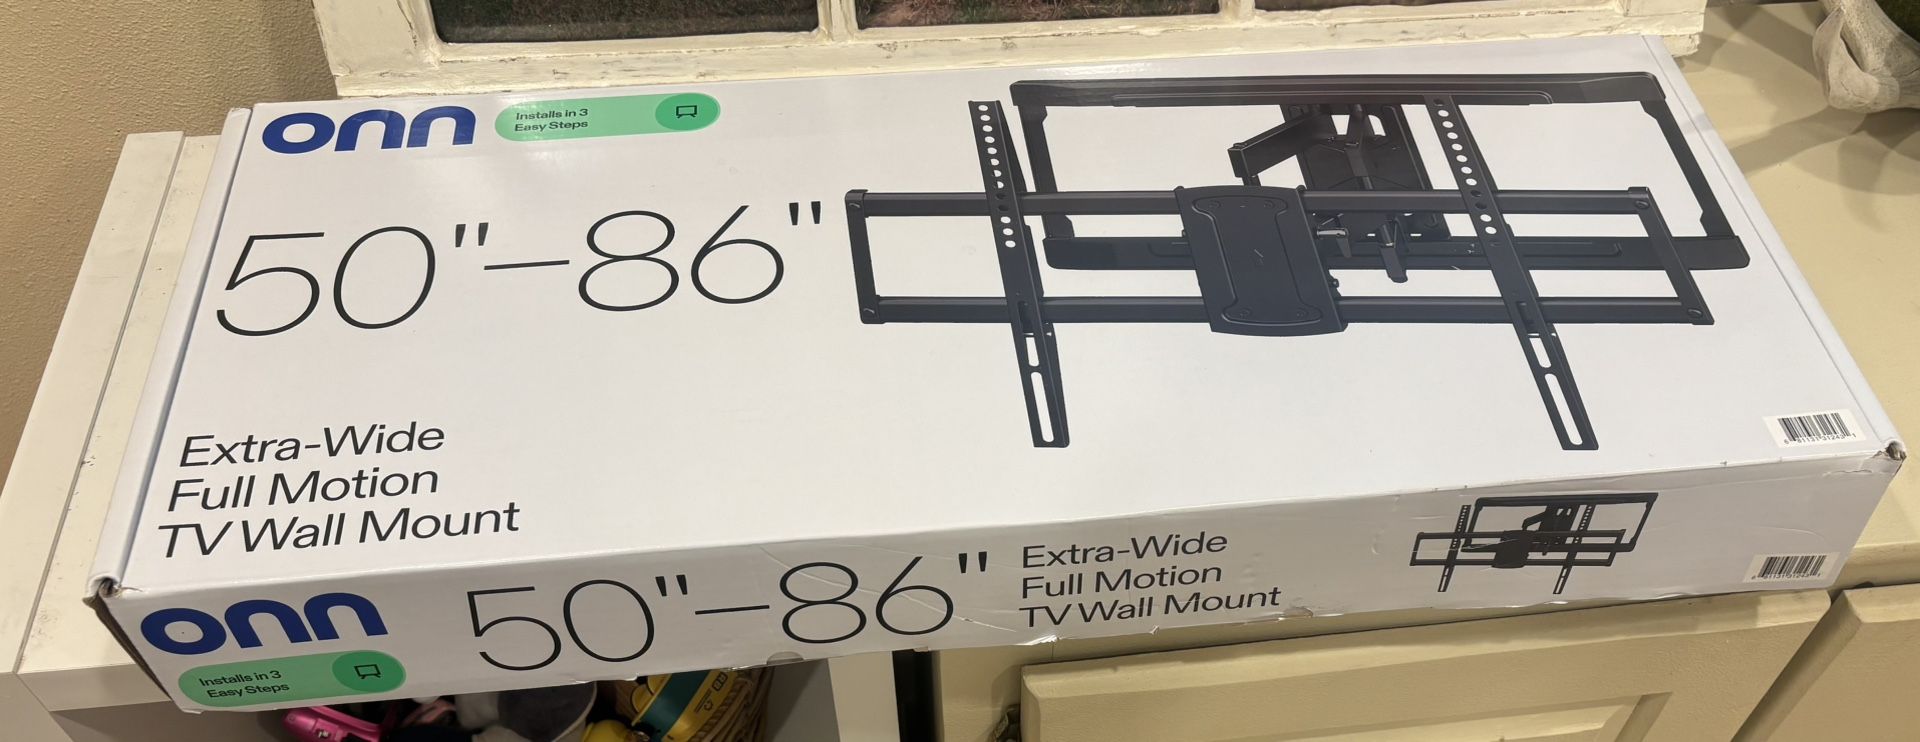 onn
Installs in 3
Easy Steps
50"–86"
Extra-Wide
Full Motion
TV Wall Mount
onn
Installs in 3
Easy Steps
50"–86"
Extra-Wide
Full Motion
TV Wall Mount